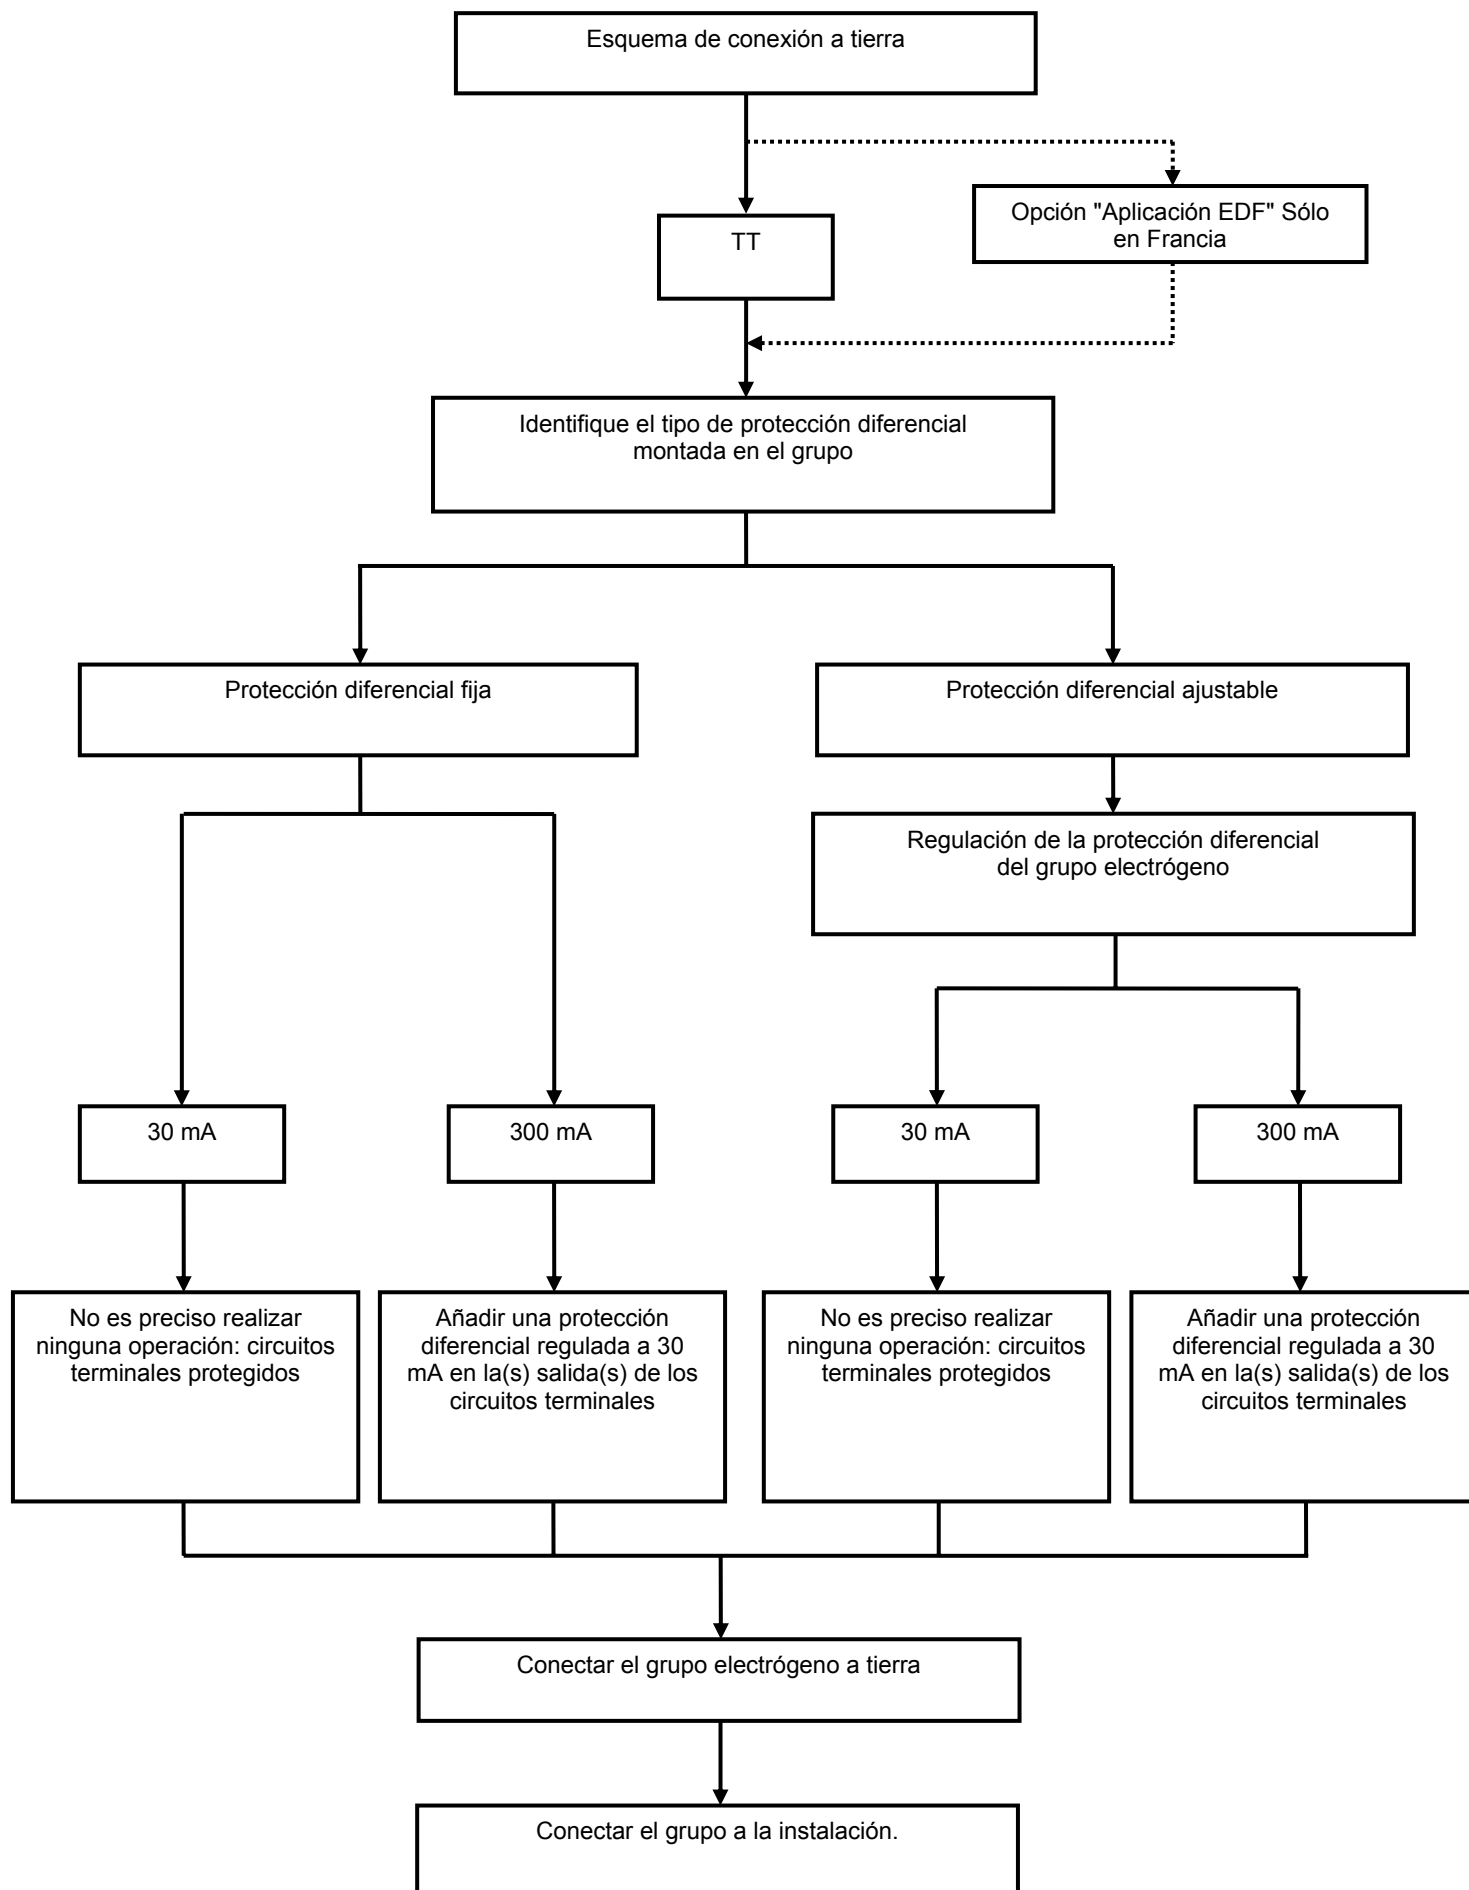 Esquema de conexión a tierra
Opción "Aplicación EDF" Sólo
en Francia
TT
Identifique el tipo de protección diferencial
montada en el grupo
Protección diferencial fija
Protección diferencial ajustable
Regulación de la protección diferencial
del grupo electrógeno
30 mA
300 mA
30 mA
300 mA
No es preciso realizar
ninguna operación: circuitos
terminales protegidos
Añadir una protección
diferencial regulada a 30
mA en la(s) salida(s) de los
circuitos terminales
No es preciso realizar
ninguna operación: circuitos
terminales protegidos
Añadir una protección
diferencial regulada a 30
mA en la(s) salida(s) de los
circuitos terminales
Conectar el grupo electrógeno a tierra
Conectar el grupo a la instalación.